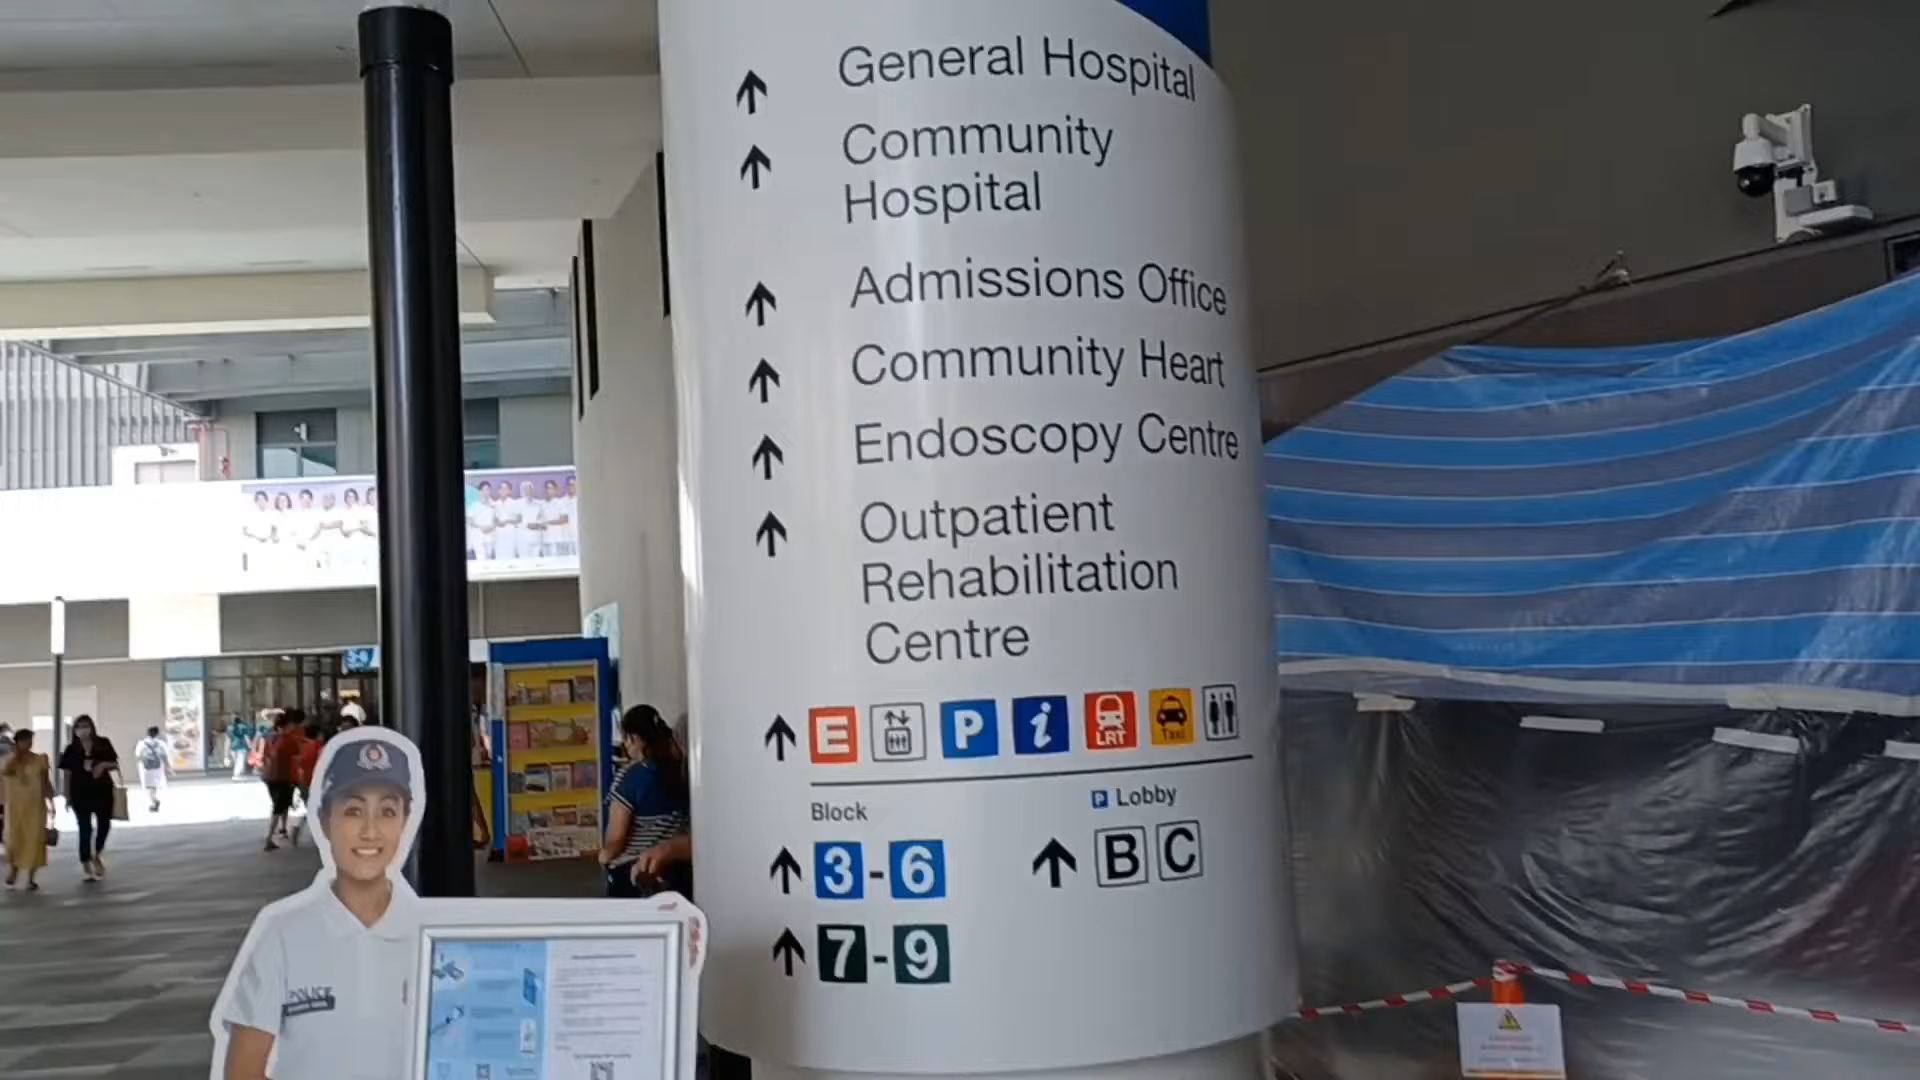 General Hospital
Community
Hospital
Admissions Office
Community Heart
Endoscopy Centre
Outpatient
Rehabilitation
Centre
E P i LRT Taxi
Block
P Lobby
3-6
B C
7-9
POLICE